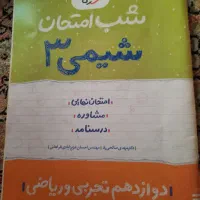 شب امتحان
شیمی ۳
امتحان نهایی
مشاوره
درسنامه
دوازدهم تجربی و ریاضی